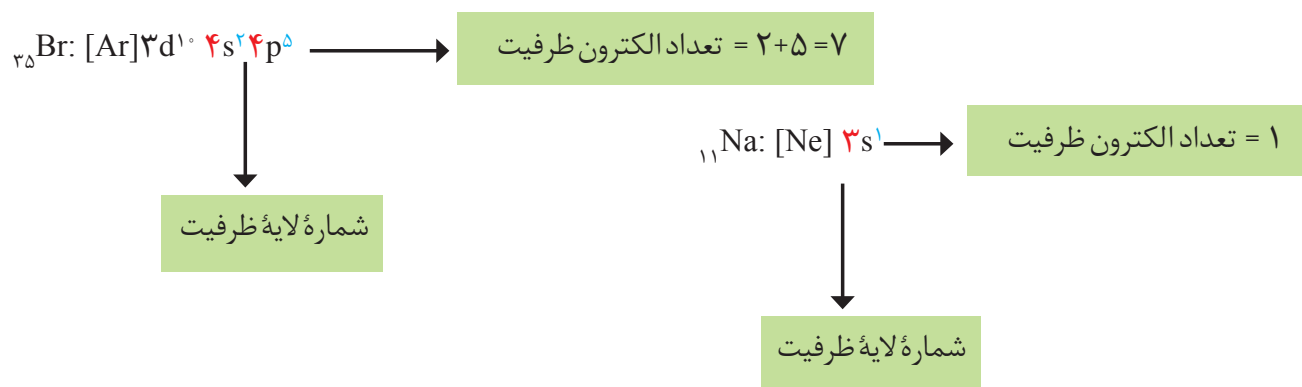 ₃₅Br: [Ar]۳d¹⁰ ۴s²۴p⁵
تعداد الکترون ظرفیت = ۲+۵=۷
شمارهٔ لایهٔ ظرفیت
₁₁Na: [Ne] ۳s¹
تعداد الکترون ظرفیت = ۱
شمارهٔ لایهٔ ظرفیت